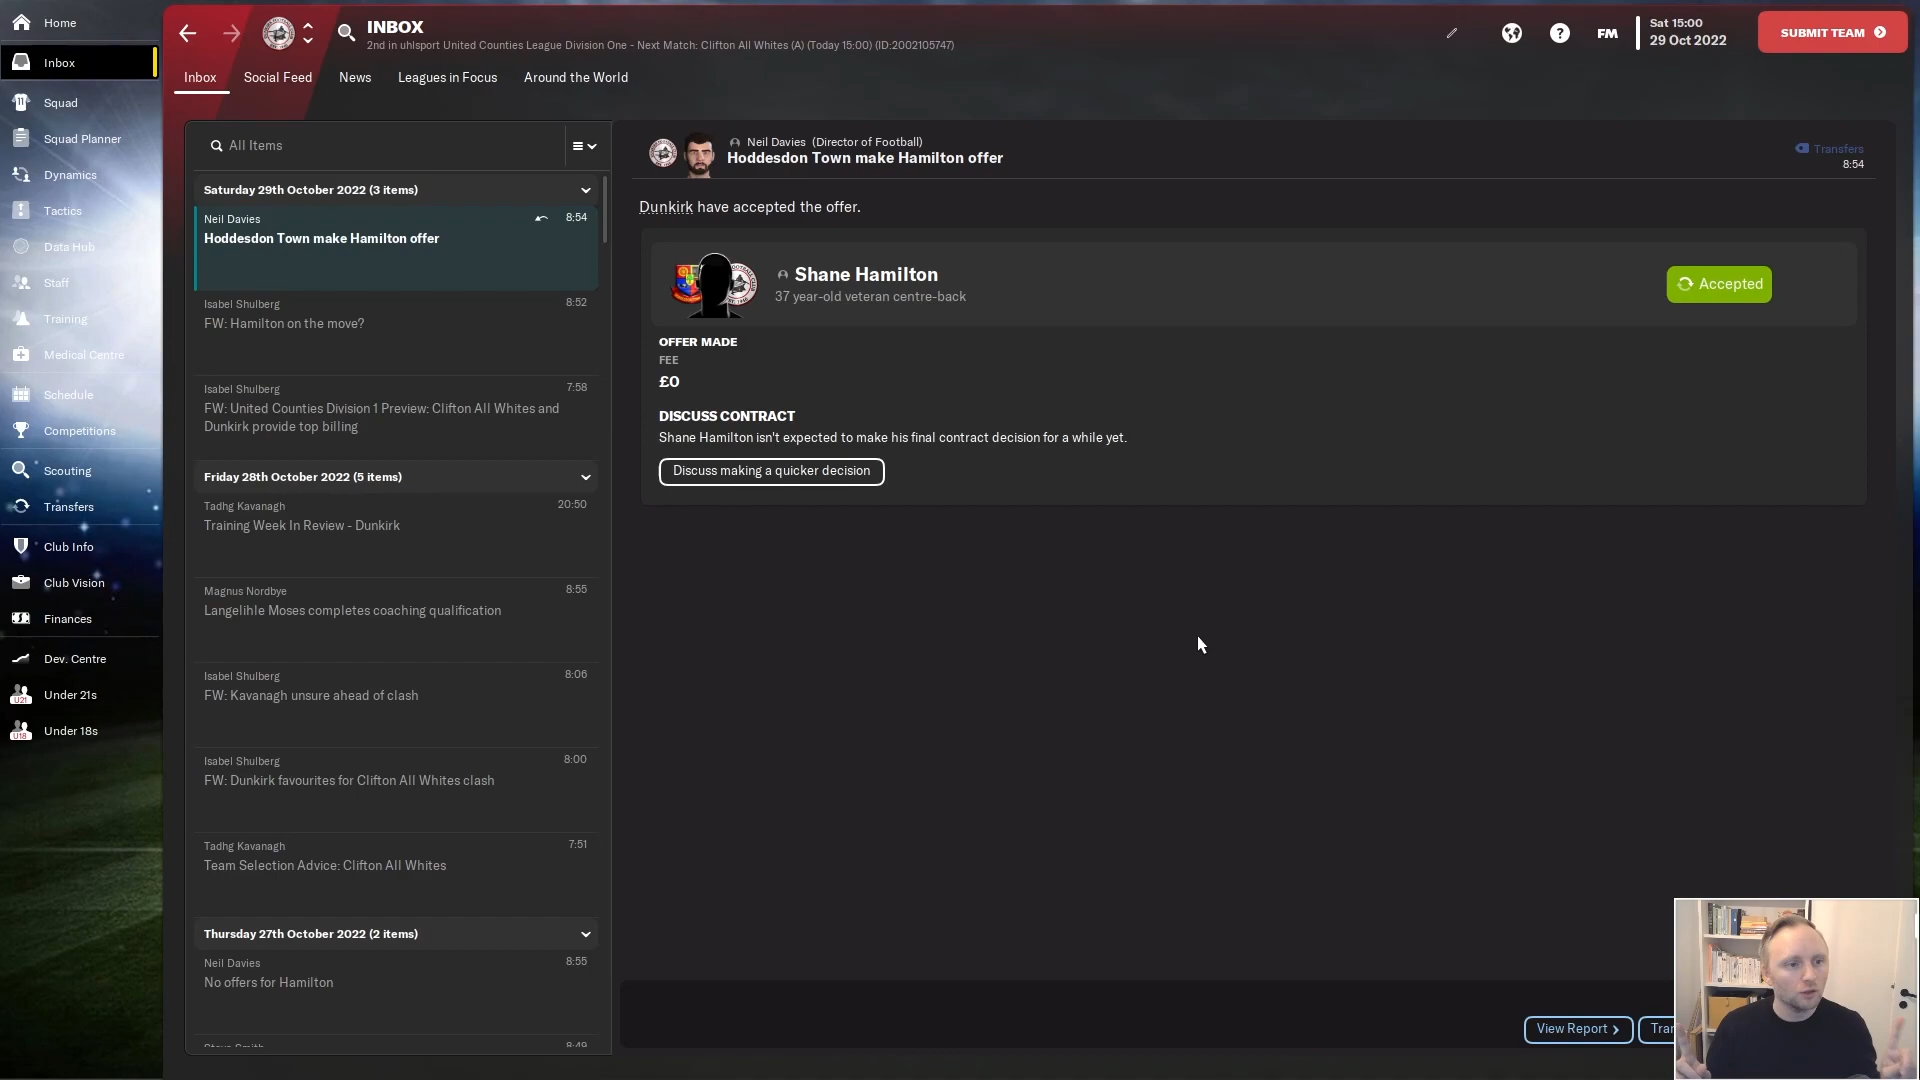 Home
Inbox
Squad
Squad Planner
Dynamics
Tactics
Data Hub
Staff
Training
Medical Centre
Schedule
Competitions
Scouting
Transfers
Club Info
Club Vision
Finances
Dev. Centre
Under 21s
Under 18s
INBOX
2nd in uhlsport United Counties League Division One - Next Match: Clifton All Whites (A) (Today 15:00) (ID:2002105747)
FM
Sat 15:00
29 Oct 2022
SUBMIT TEAM
Inbox Social Feed News Leagues in Focus Around the World
All Items
Saturday 29th October 2022 (3 items)
Neil Davies 8:54
Hoddesdon Town make Hamilton offer
Isabel Shulberg 8:52
FW: Hamilton on the move?
Isabel Shulberg 7:58
FW: United Counties Division 1 Preview: Clifton All Whites and
Dunkirk provide top billing
Friday 28th October 2022 (5 items)
Tadhg Kavanagh 20:50
Training Week In Review - Dunkirk
Magnus Nordbye 8:55
Langelihle Moses completes coaching qualification
Isabel Shulberg 8:06
FW: Kavanagh unsure ahead of clash
Isabel Shulberg 8:00
FW: Dunkirk favourites for Clifton All Whites clash
Tadhg Kavanagh 7:51
Team Selection Advice: Clifton All Whites
Thursday 27th October 2022 (2 items)
Neil Davies 8:55
No offers for Hamilton
Neil Davies (Director of Football)
Hoddesdon Town make Hamilton offer
Transfers
8:54
Dunkirk have accepted the offer.
Shane Hamilton
37 year-old veteran centre-back
Accepted
OFFER MADE
FEE
£0
DISCUSS CONTRACT
Shane Hamilton isn't expected to make his final contract decision for a while yet.
Discuss making a quicker decision
View Report